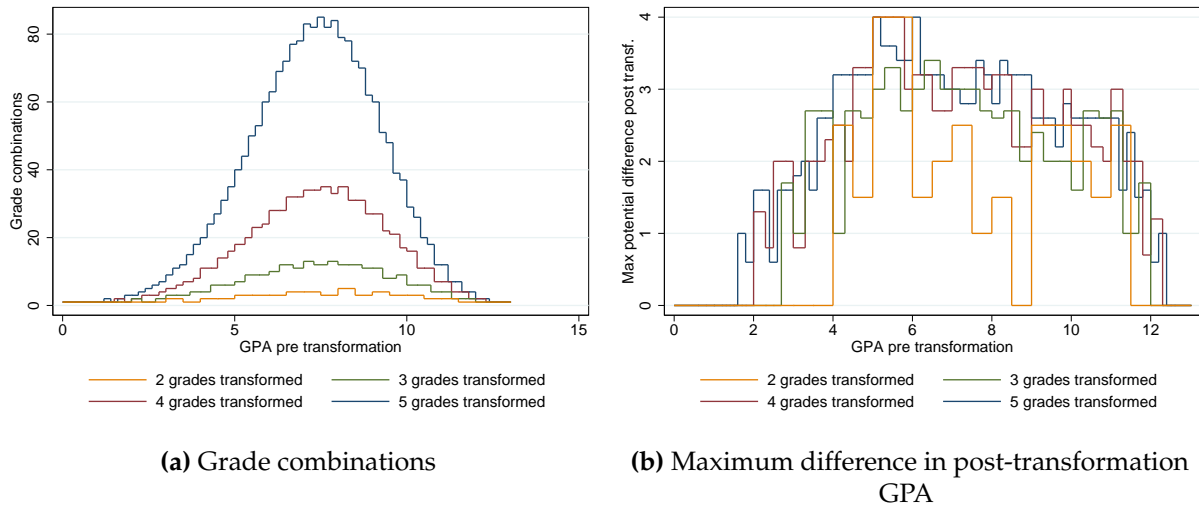 Grade combinations
80
60
40
20
0
0 5 10 15
GPA pre transformation
2 grades transformed 3 grades transformed
4 grades transformed 5 grades transformed
(a) Grade combinations
Max potential difference post transf.
4
3
2
1
0
0 2 4 6 8 10 12
GPA pre transformation
2 grades transformed 3 grades transformed
4 grades transformed 5 grades transformed
(b) Maximum difference in post-transformation
GPA